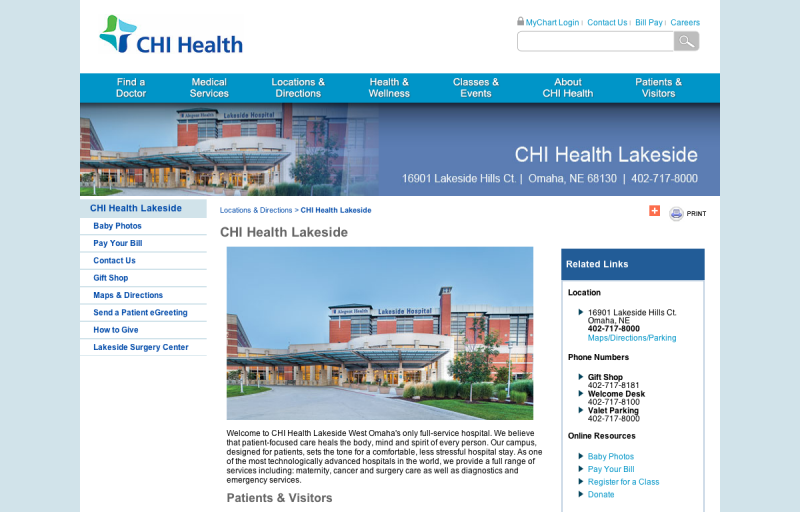 CHI Health
MyChart Login
Contact Us
Bill Pay
Careers
Find a
Doctor
Medical
Services
Locations &
Directions
Health &
Wellness
Classes &
Events
About
CHI Health
Patients &
Visitors
Alegent Health
Lakeside Hospital
CHI Health Lakeside
16901 Lakeside Hills Ct. | Omaha, NE 68130 | 402-717-8000
CHI Health Lakeside
Baby Photos
Pay Your Bill
Contact Us
Gift Shop
Maps & Directions
Send a Patient eGreeting
How to Give
Lakeside Surgery Center
Locations & Directions > CHI Health Lakeside
PRINT
CHI Health Lakeside
Alegent Health
Lakeside Hospital
Welcome to CHI Health Lakeside West Omaha's only full-service hospital. We believe
that patient-focused care heals the body, mind and spirit of every person. Our campus,
designed for patients, sets the tone for a comfortable, less stressful hospital stay. As one
of the most technologically advanced hospitals in the world, we provide a full range of
services including: maternity, cancer and surgery care as well as diagnostics and
emergency services.
Patients & Visitors
Related Links
Location
16901 Lakeside Hills Ct.
Omaha, NE
402-717-8000
Maps/Directions/Parking
Phone Numbers
Gift Shop
402-717-8181
Welcome Desk
402-717-8100
Valet Parking
402-717-8000
Online Resources
Baby Photos
Pay Your Bill
Register for a Class
Donate